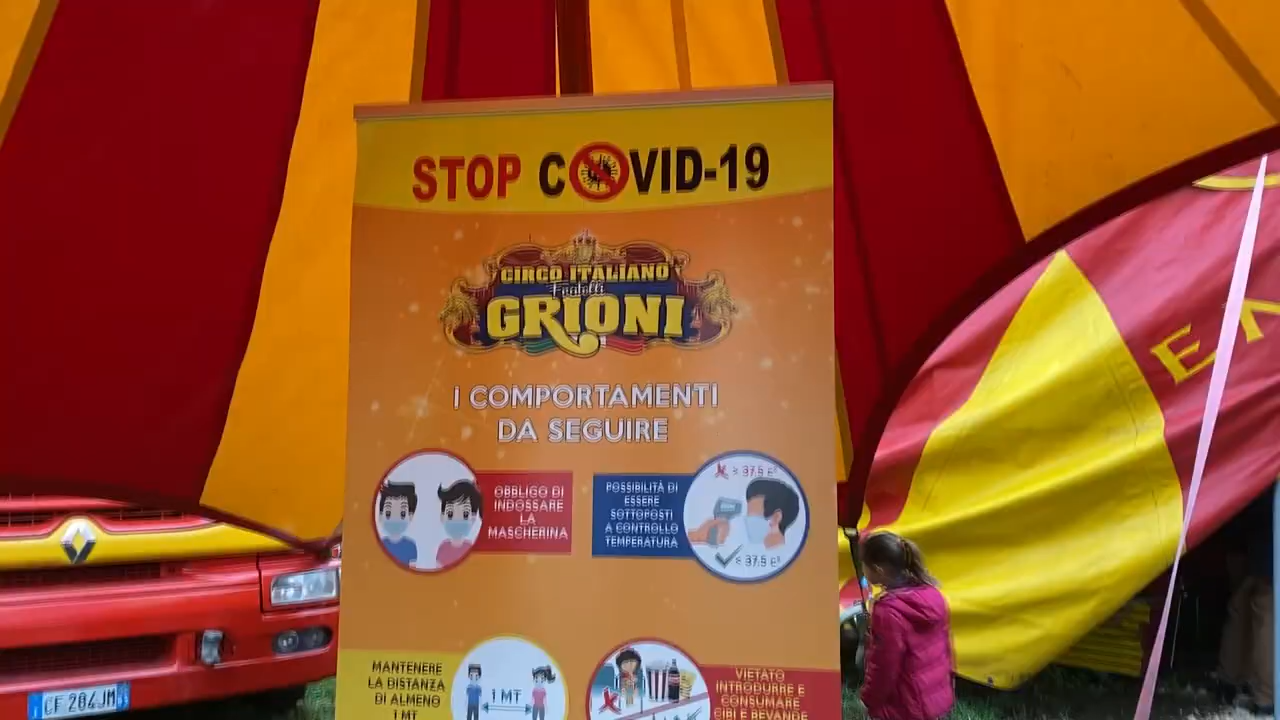 STOP COVID-19
CIRCO ITALIANO
Fratelli
GRIONI
I COMPORTAMENTI
DA SEGUIRE
OBBLIGO DI
INDOSSARE
LA
MASCHERINA
POSSIBILITÀ DI
ESSERE
SOTTOPOSTI
A CONTROLLO
TEMPERATURA
MANTENERE
LA DISTANZA
DI ALMENO
1 MT
1 MT
VIETATO
INTRODURRE E
CONSUMARE
CIBI E BEVANDE
CF 204JM
EN